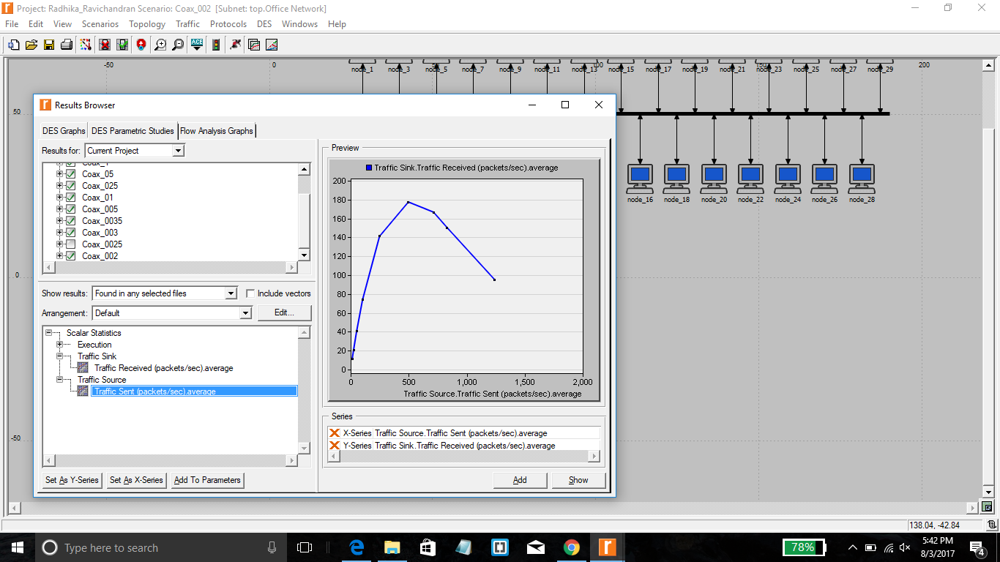 Project: Radhika_Ravichandran Scenario: Coax_002 [Subnet: top.Office Network]
File Edit View Scenarios Topology Traffic Protocols DES Windows Help
ACE
-50 0 100 200
node_1 node_3 node_5 node_7 node_9 node_11 node_13 node_15 node_17 node_19 node_21 node_23 node_25 node_27 node_29
50
0
-50
node_16 node_18 node_20 node_22 node_24 node_26 node_28
Results Browser
DES Graphs DES Parametric Studies Flow Analysis Graphs
Results for: Current Project
Coax_1
Coax_05
Coax_025
Coax_01
Coax_005
Coax_0035
Coax_003
Coax_0025
Coax_002
Show results: Found in any selected files Include vectors
Arrangement: Default Edit...
Scalar Statistics
Execution
Traffic Sink
Traffic Received (packets/sec).average
Traffic Source
Traffic Sent (packets/sec).average
Set As Y-Series Set As X-Series Add To Parameters
Preview
Traffic Sink.Traffic Received (packets/sec).average
200
180
160
140
120
100
80
60
40
20
0
0 500 1,000 1,500 2,000
Traffic Source.Traffic Sent (packets/sec).average
Series
X-Series Traffic Source.Traffic Sent (packets/sec).average
Y-Series Traffic Sink.Traffic Received (packets/sec).average
Add Show
138.04, -42.84
Type here to search
78%
5:42 PM
8/3/2017
4